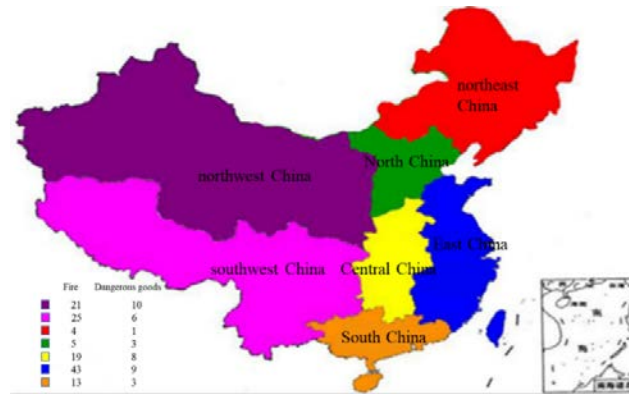 northeast
China
North China
northwest China
East China
southwest China
Central China
South China
Fire Dangerous goods
21 10
25 6
4 1
5 3
19 8
43 9
13 3